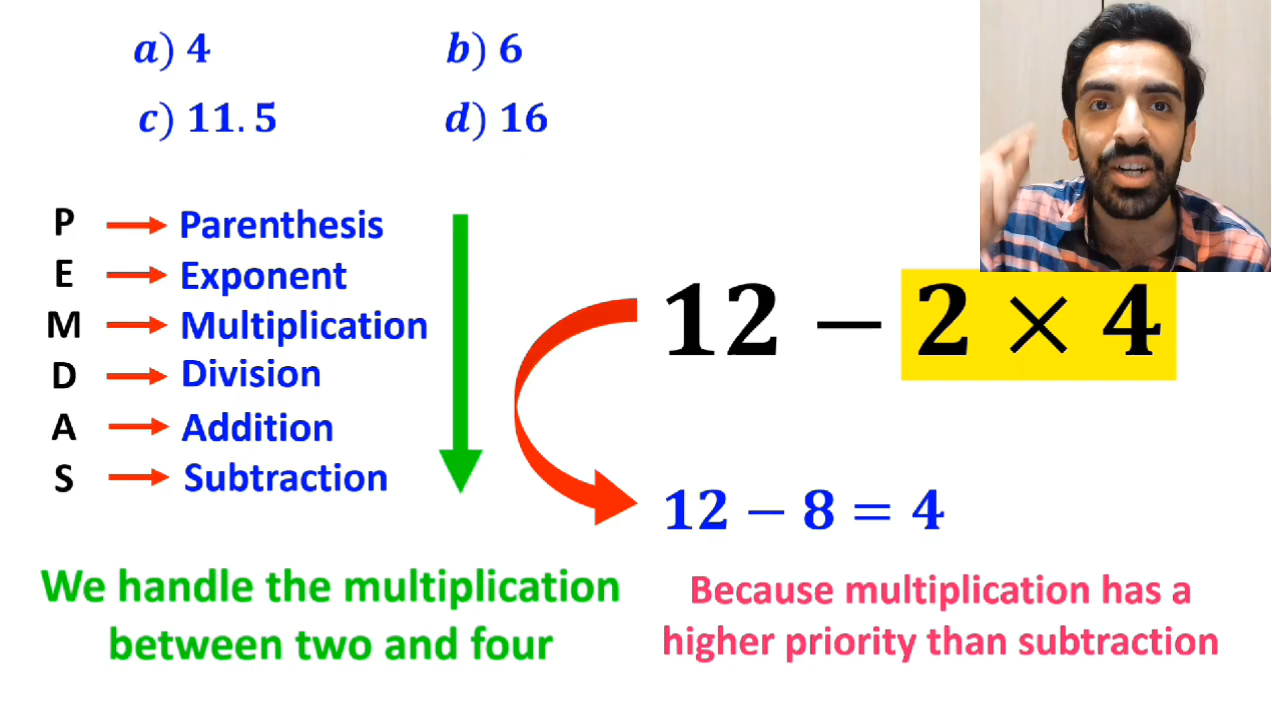 a) 4 b) 6
c) 11.5 d) 16
P Parenthesis
E Exponent
M Multiplication
D Division
A Addition
S Subtraction
12 − 2 × 4
12 − 8 = 4
We handle the multiplication
between two and four
Because multiplication has a
higher priority than subtraction